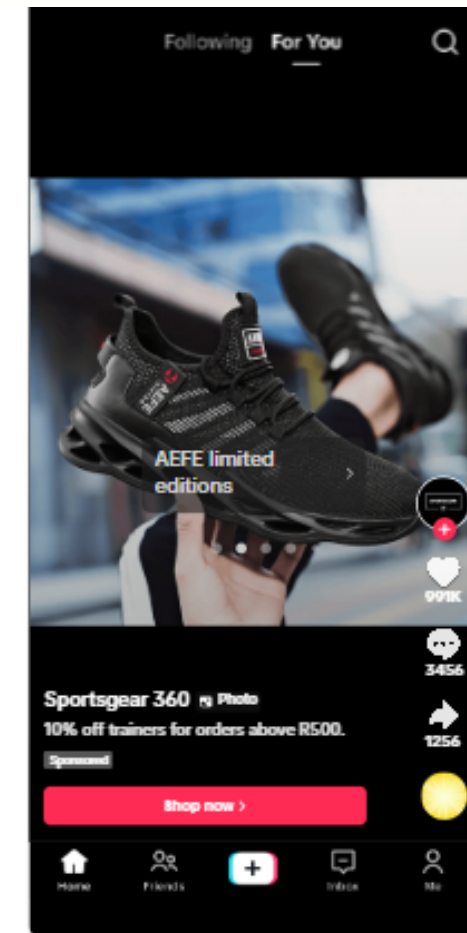 Following For You
AEFE limited
editions
991K
3456
1256
Sportsgear 360 Photo
10% off trainers for orders above R500.
Sponsored
Shop now >
Home Friends Inbox Me